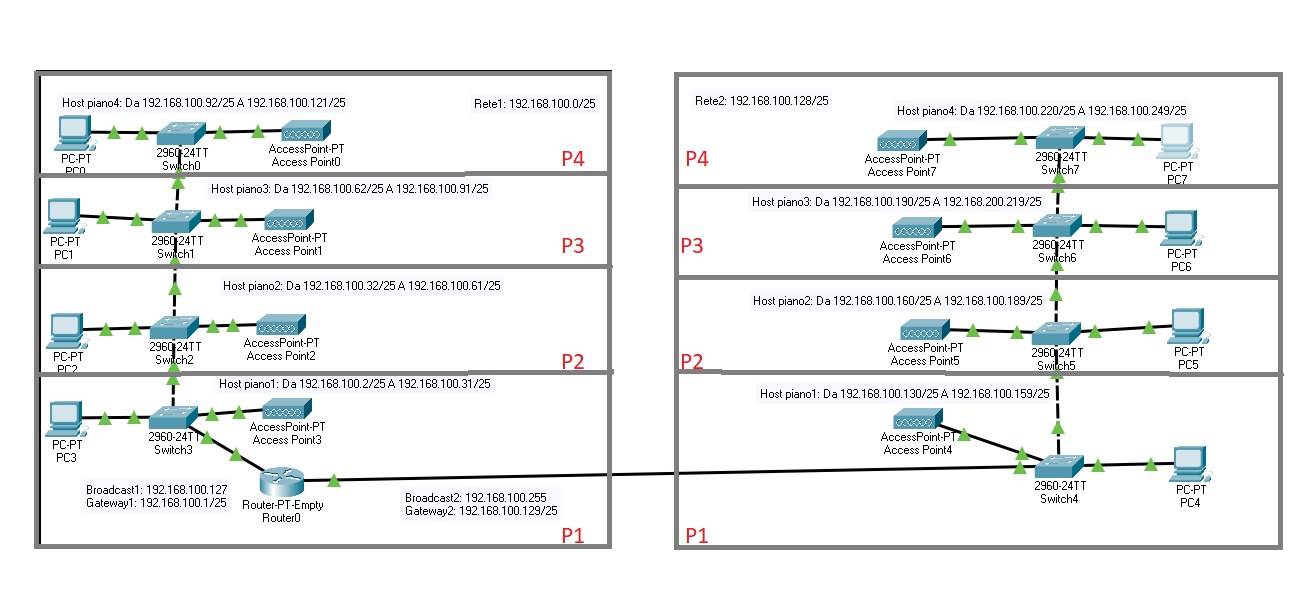 Host piano4: Da 192.168.100.92/25 A 192.168.100.121/25
Rete1: 192.168.100.0/25
PC-PT
PC0
2960-24TT
Switch0
AccessPoint-PT
Access Point0
P4
Host piano3: Da 192.168.100.62/25 A 192.168.100.91/25
PC-PT
PC1
2960-24TT
Switch1
AccessPoint-PT
Access Point1
P3
Host piano2: Da 192.168.100.32/25 A 192.168.100.61/25
PC-PT
PC2
2960-24TT
Switch2
AccessPoint-PT
Access Point2
P2
Host piano1: Da 192.168.100.2/25 A 192.168.100.31/25
PC-PT
PC3
2960-24TT
Switch3
AccessPoint-PT
Access Point3
Broadcast1: 192.168.100.127
Gateway1: 192.168.100.1/25
Router-PT-Empty
Router0
Broadcast2: 192.168.100.255
Gateway2: 192.168.100.129/25
P1
Rete2: 192.168.100.128/25
Host piano4: Da 192.168.100.220/25 A 192.168.100.249/25
P4
AccessPoint-PT
Access Point7
2960-24TT
Switch7
PC-PT
PC7
Host piano3: Da 192.168.100.190/25 A 192.168.200.219/25
P3
AccessPoint-PT
Access Point6
2960-24TT
Switch6
PC-PT
PC6
Host piano2: Da 192.168.100.160/25 A 192.168.100.189/25
P2
AccessPoint-PT
Access Point5
2960-24TT
Switch5
PC-PT
PC5
Host piano1: Da 192.168.100.130/25 A 192.168.100.159/25
AccessPoint-PT
Access Point4
2960-24TT
Switch4
PC-PT
PC4
P1